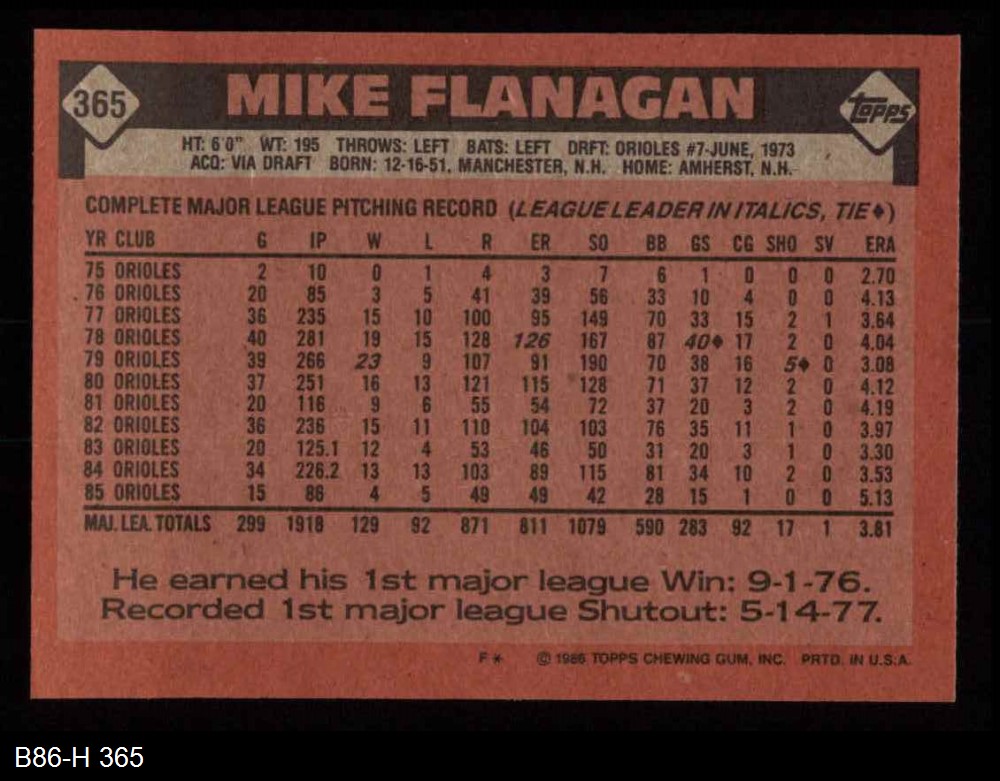 365 MIKE FLANAGAN Topps
HT: 6'0" WT: 195 THROWS: LEFT BATS: LEFT DRFT: ORIOLES #7-JUNE, 1973
ACQ: VIA DRAFT BORN: 12-16-51, MANCHESTER, N.H. HOME: AMHERST, N.H.
COMPLETE MAJOR LEAGUE PITCHING RECORD (LEAGUE LEADER IN ITALICS, TIE♦)
YR CLUB G IP W L R ER SO BB GS CG SHO SV ERA
75 ORIOLES 2 10 0 1 4 3 7 6 1 0 0 0 2.70
76 ORIOLES 20 85 3 5 41 39 56 33 10 4 0 0 4.13
77 ORIOLES 36 235 15 10 100 95 149 70 33 15 2 1 3.64
78 ORIOLES 40 281 19 15 128 126 167 87 40♦ 17 2 0 4.04
79 ORIOLES 39 266 23 9 107 91 190 70 38 16 5♦ 0 3.08
80 ORIOLES 37 251 16 13 121 115 128 71 37 12 2 0 4.12
81 ORIOLES 20 116 9 6 55 54 72 37 20 3 2 0 4.19
82 ORIOLES 36 236 15 11 110 104 103 76 35 11 1 0 3.97
83 ORIOLES 20 125.1 12 4 53 46 50 31 20 3 1 0 3.30
84 ORIOLES 34 226.2 13 13 103 89 115 81 34 10 2 0 3.53
85 ORIOLES 15 86 4 5 49 49 42 28 15 1 0 0 5.13
MAJ. LEA. TOTALS 299 1918 129 92 871 811 1079 590 283 92 17 1 3.81
He earned his 1st major league Win: 9-1-76.
Recorded 1st major league Shutout: 5-14-77.
F* © 1986 TOPPS CHEWING GUM, INC. PRTD. IN U.S.A.
B86-H 365